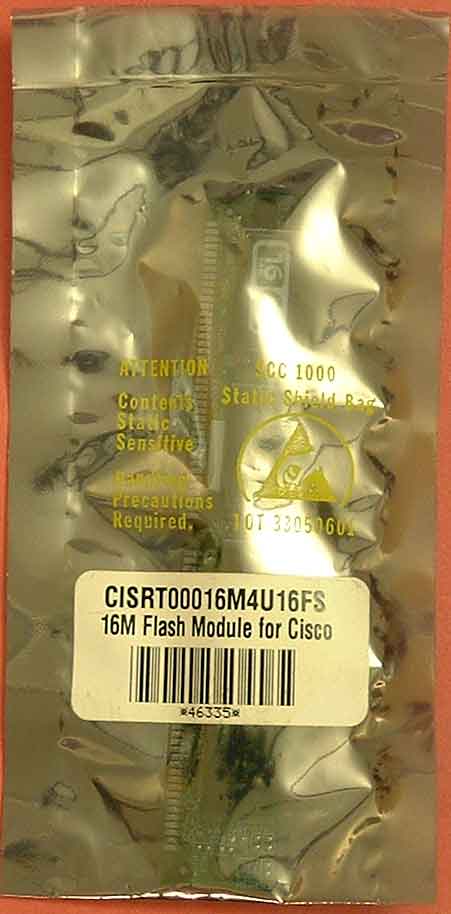 16
ATTENTION
Contents
Static
Sensitive
Handling
Precautions
Required.
SCC 1000
Static Shield Bag
LOT 33050601
CISRT00016M4U16FS
16M Flash Module for Cisco
*46335*